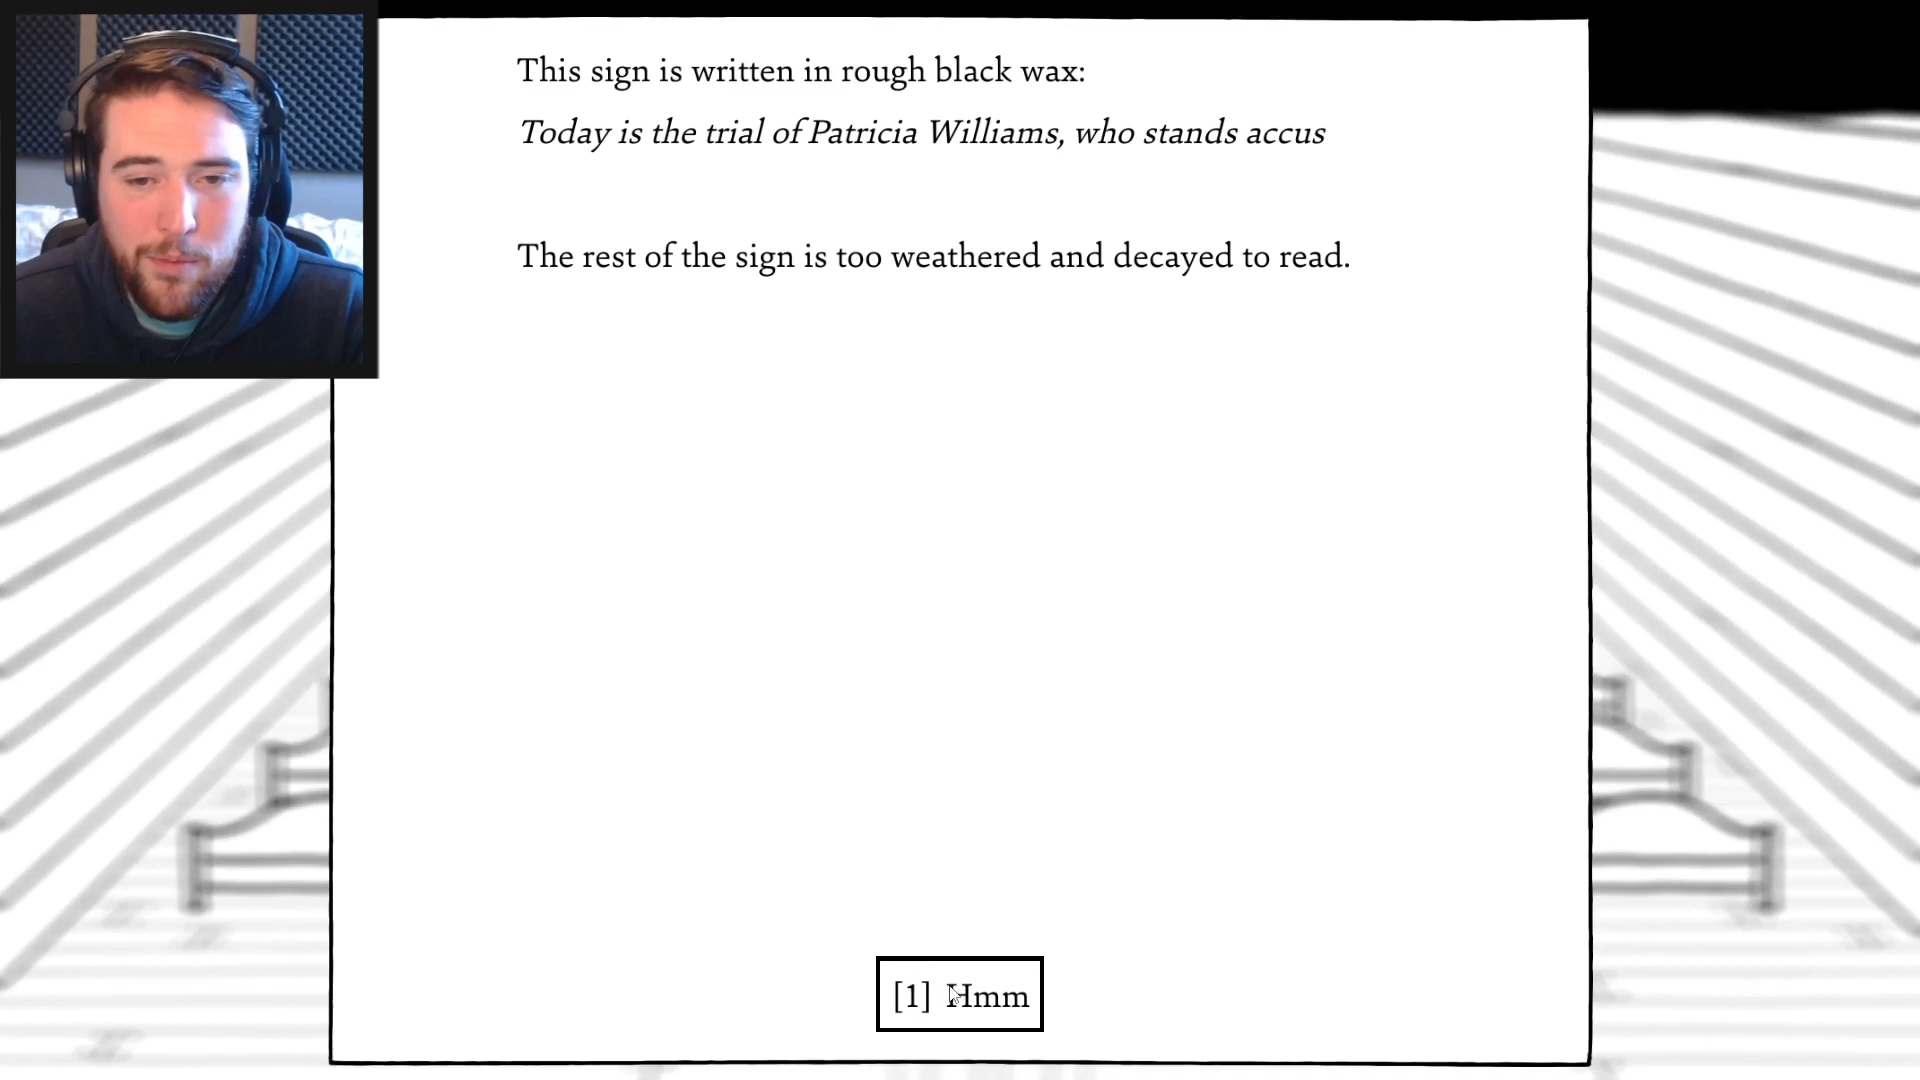 This sign is written in rough black wax:
Today is the trial of Patricia Williams, who stands accus
The rest of the sign is too weathered and decayed to read.
[1] Hmm